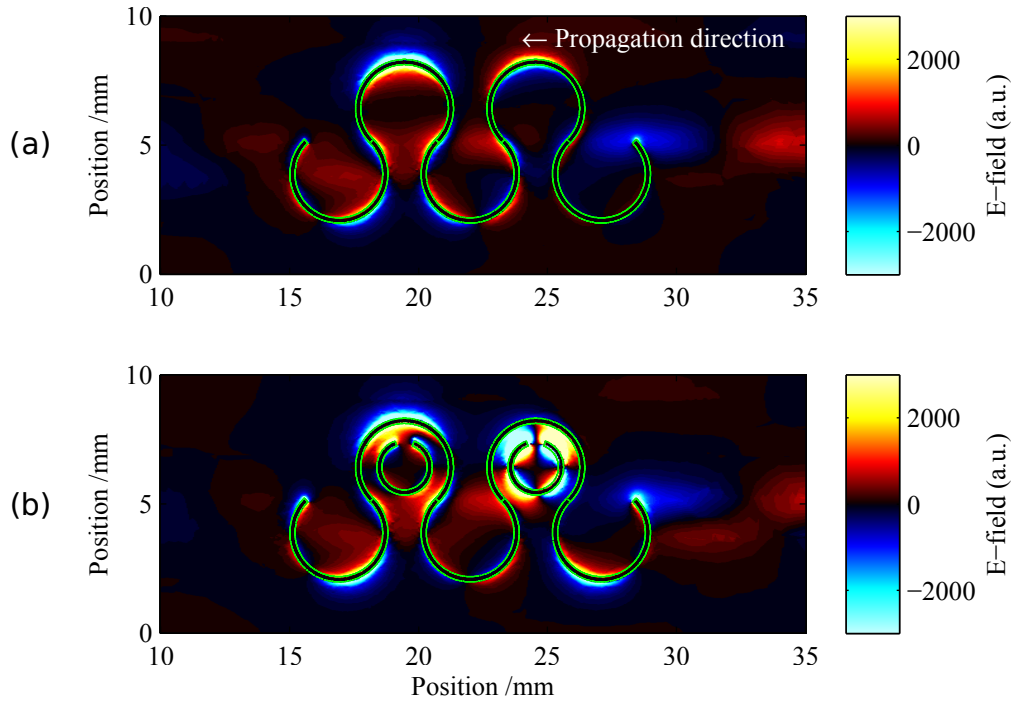 (a)
← Propagation direction
Position /mm
10
5
0
10 15 20 25 30 35
2000
0
−2000
E−field (a.u.)
(b)
Position /mm
10
5
0
10 15 20 25 30 35
Position /mm
2000
0
−2000
E−field (a.u.)